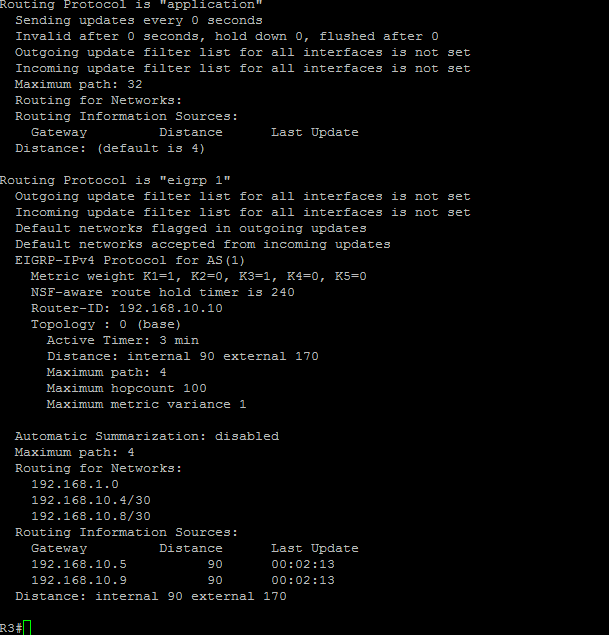 Routing Protocol is "application"
Sending updates every 0 seconds
Invalid after 0 seconds, hold down 0, flushed after 0
Outgoing update filter list for all interfaces is not set
Incoming update filter list for all interfaces is not set
Maximum path: 32
Routing for Networks:
Routing Information Sources:
Gateway Distance Last Update
Distance: (default is 4)
Routing Protocol is "eigrp 1"
Outgoing update filter list for all interfaces is not set
Incoming update filter list for all interfaces is not set
Default networks flagged in outgoing updates
Default networks accepted from incoming updates
EIGRP-IPv4 Protocol for AS(1)
Metric weight K1=1, K2=0, K3=1, K4=0, K5=0
NSF-aware route hold timer is 240
Router-ID: 192.168.10.10
Topology : 0 (base)
Active Timer: 3 min
Distance: internal 90 external 170
Maximum path: 4
Maximum hopcount 100
Maximum metric variance 1
Automatic Summarization: disabled
Maximum path: 4
Routing for Networks:
192.168.1.0
192.168.10.4/30
192.168.10.8/30
Routing Information Sources:
Gateway Distance Last Update
192.168.10.5 90 00:02:13
192.168.10.9 90 00:02:13
Distance: internal 90 external 170
R3#